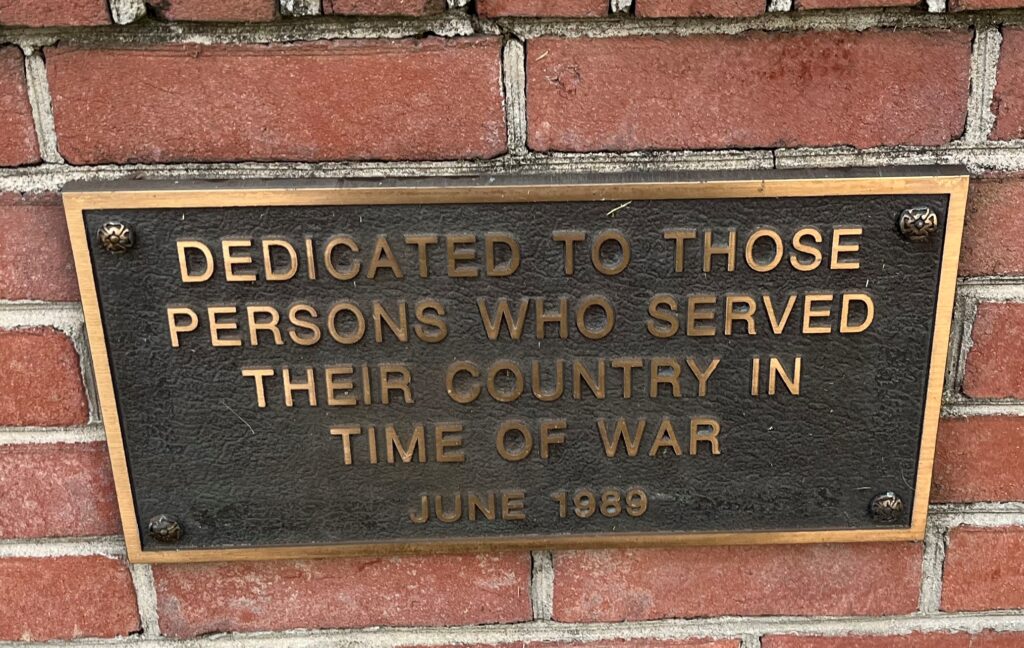 DEDICATED TO THOSE
PERSONS WHO SERVED
THEIR COUNTRY IN
TIME OF WAR
JUNE 1989